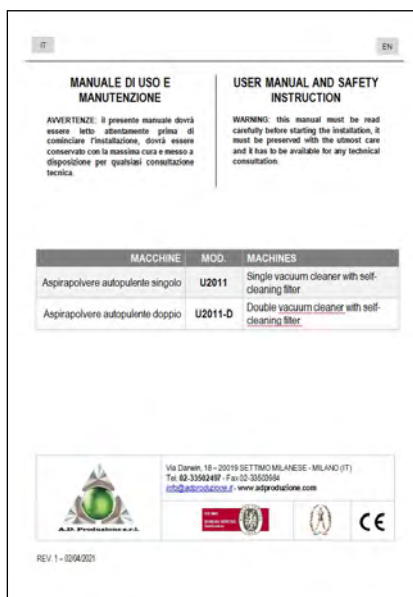 IT
EN
MANUALE DI USO E
MANUTENZIONE
AVVERTENZE: il presente manuale dovrà
essere letto attentamente prima di
cominciare l'installazione, dovrà essere
conservato con la massima cura e messo a
disposizione per qualsiasi consultazione
tecnica.
USER MANUAL AND SAFETY
INSTRUCTION
WARNING: this manual must be read
carefully before starting the installation, it
must be preserved with the utmost care
and it has to be available for any technical
consultation.
MACCHINE MOD. MACHINES
Aspirapolvere autopulente singolo U2011 Single vacuum cleaner with self-
cleaning filter
Aspirapolvere autopulente doppio U2011-D Double vacuum cleaner with self-
cleaning filter
A.D. Produzione s.r.l.
Via Darwin, 18 – 20019 SETTIMO MILANESE - MILANO (IT)
Tel. 02-33502497 - Fax 02-33503984
info@adproduzione.it - www.adproduzione.com
BUREAU VERITAS
CE
REV. 1 – 02/04/2021